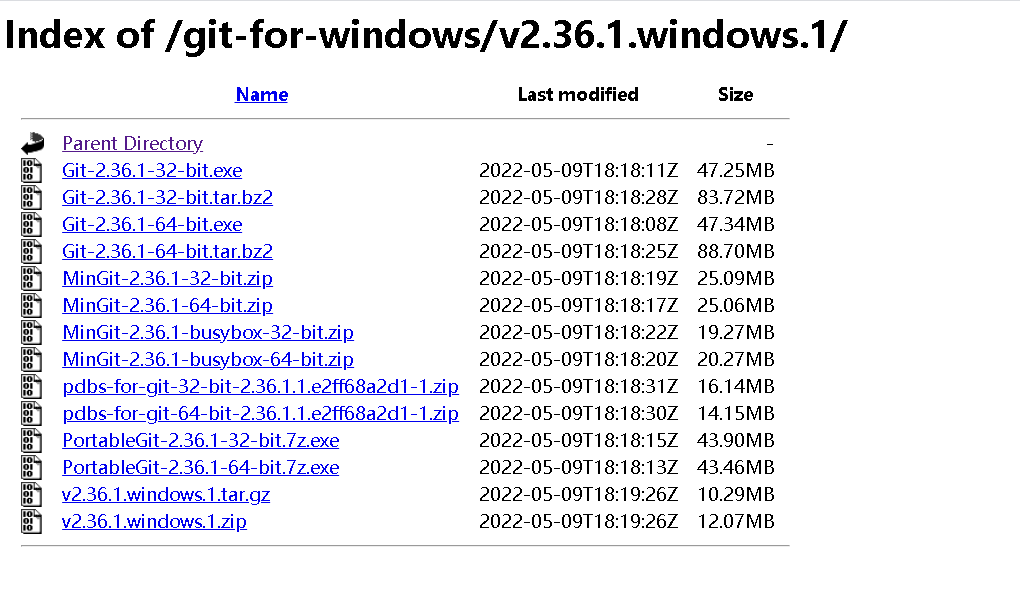 Index of /git-for-windows/v2.36.1.windows.1/
Name Last modified Size
Parent Directory -
Git-2.36.1-32-bit.exe 2022-05-09T18:18:11Z 47.25MB
Git-2.36.1-32-bit.tar.bz2 2022-05-09T18:18:28Z 83.72MB
Git-2.36.1-64-bit.exe 2022-05-09T18:18:08Z 47.34MB
Git-2.36.1-64-bit.tar.bz2 2022-05-09T18:18:25Z 88.70MB
MinGit-2.36.1-32-bit.zip 2022-05-09T18:18:19Z 25.09MB
MinGit-2.36.1-64-bit.zip 2022-05-09T18:18:17Z 25.06MB
MinGit-2.36.1-busybox-32-bit.zip 2022-05-09T18:18:22Z 19.27MB
MinGit-2.36.1-busybox-64-bit.zip 2022-05-09T18:18:20Z 20.27MB
pdbs-for-git-32-bit-2.36.1.1.e2ff68a2d1-1.zip 2022-05-09T18:18:31Z 16.14MB
pdbs-for-git-64-bit-2.36.1.1.e2ff68a2d1-1.zip 2022-05-09T18:18:30Z 14.15MB
PortableGit-2.36.1-32-bit.7z.exe 2022-05-09T18:18:15Z 43.90MB
PortableGit-2.36.1-64-bit.7z.exe 2022-05-09T18:18:13Z 43.46MB
v2.36.1.windows.1.tar.gz 2022-05-09T18:19:26Z 10.29MB
v2.36.1.windows.1.zip 2022-05-09T18:19:26Z 12.07MB